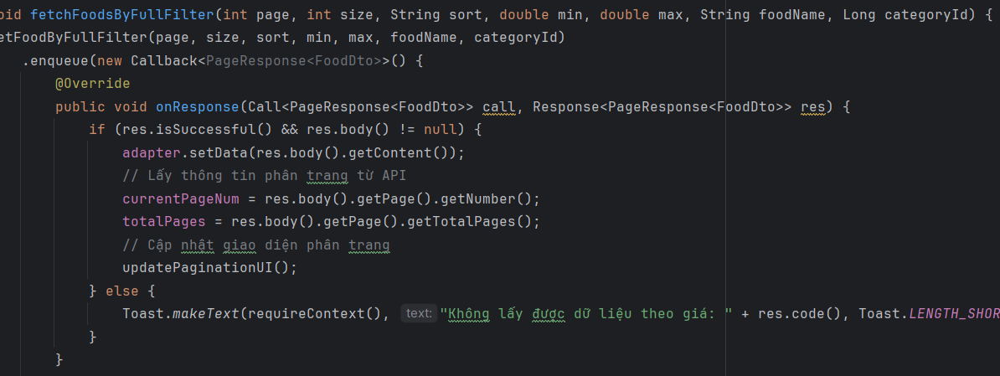 oid fetchFoodsByFullFilter(int page, int size, String sort, double min, double max, String foodName, Long categoryId) {
etFoodByFullFilter(page, size, sort, min, max, foodName, categoryId)
.enqueue(new Callback<PageResponse<FoodDto>>() {
@Override
public void onResponse(Call<PageResponse<FoodDto>> call, Response<PageResponse<FoodDto>> res) {
if (res.isSuccessful() && res.body() != null) {
adapter.setData(res.body().getContent());
// Lấy thông tin phân trang từ API
currentPageNum = res.body().getPage().getNumber();
totalPages = res.body().getPage().getTotalPages();
// Cập nhật giao diện phân trang
updatePaginationUI();
} else {
Toast.makeText(requireContext(), text: "Không lấy được dữ liệu theo giá: " + res.code(), Toast.LENGTH_SHOR
}
}